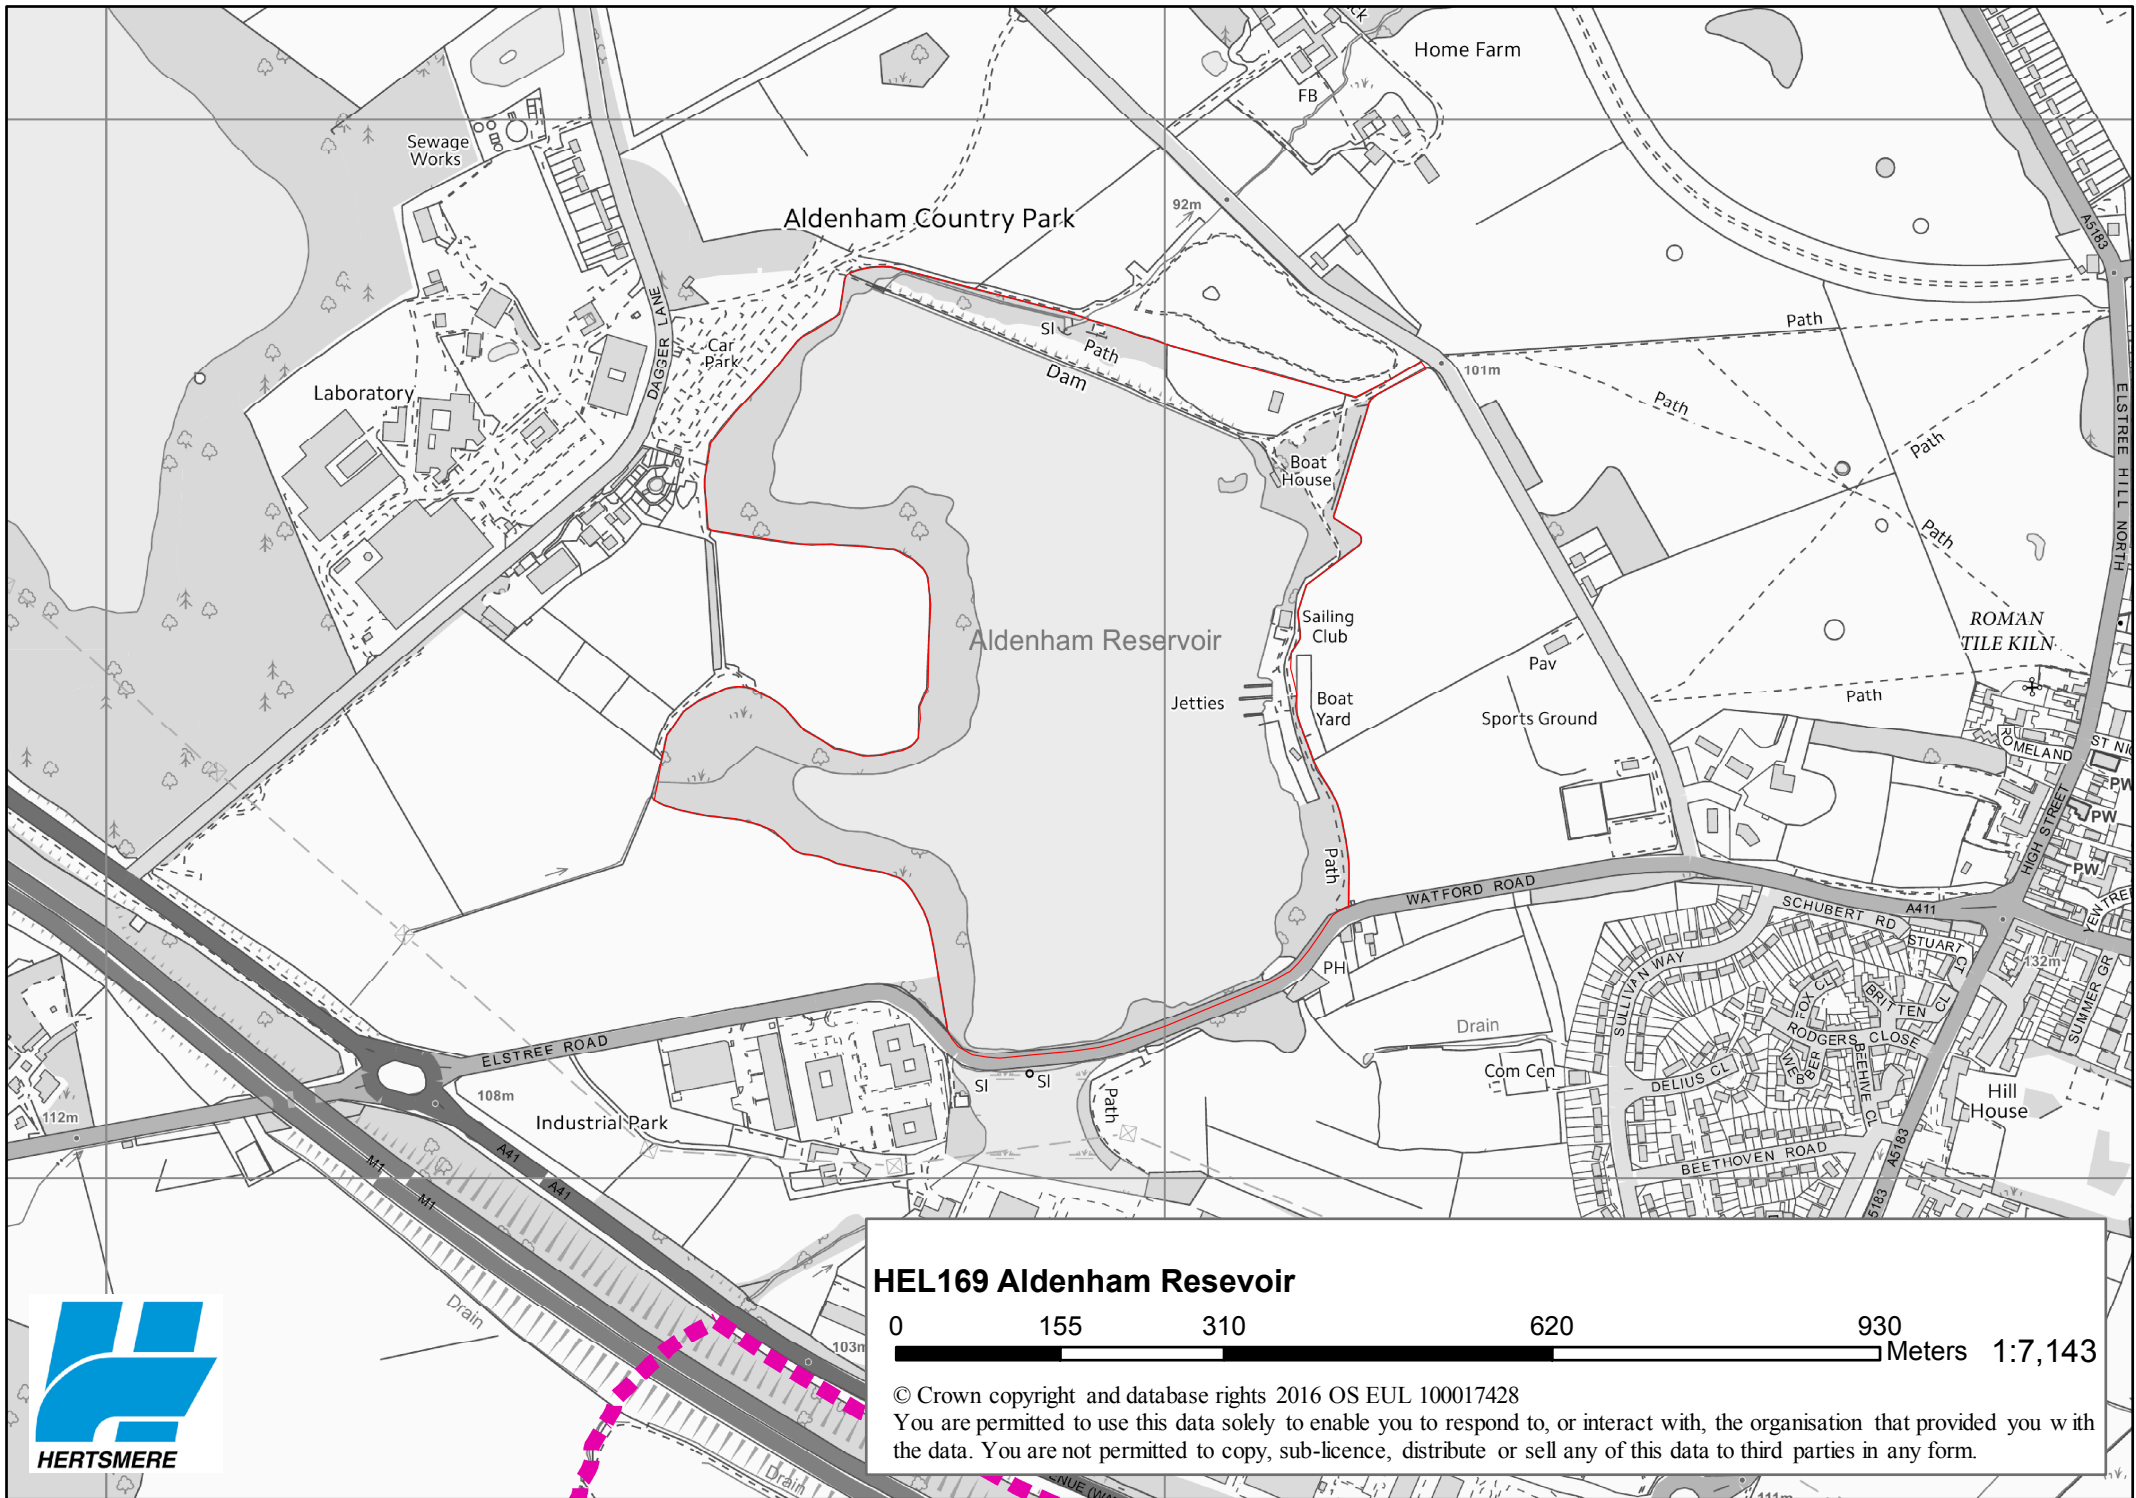 Home Farm
FB
Sewage
Works
Aldenham Country Park
92m
A5183
DAGGER LANE
Car
Park
SI
Path
Dam
Path
101m
Laboratory
Path
Path
Path
ELSTREE HILL NORTH
Boat
House
Aldenham Reservoir
Sailing
Club
Jetties
Boat
Yard
Pav
Sports Ground
ROMAN
TILE KILN
Path
ROMELAND
ST NI
PW
PW
PW
HIGH STREET
Path
WATFORD ROAD
A411
SCHUBERT RD
STUART CT
YEWTREE
132m
SULLIVAN WAY
FOX CL
BRITTEN CL
SUMMER GR
RODGERS CLOSE
WEBBER
BEEHIVE CL
DELIUS CL
PH
Drain
Com Cen
Hill
House
BEETHOVEN ROAD
A5183
5183
ELSTREE ROAD
108m
112m
SI
SI
Path
Industrial Park
M1
A41
A41
M1
Drain
103m
Drain
ENUE (WA
111m
HEL169 Aldenham Resevoir
0 155 310 620 930
Meters 1:7,143
© Crown copyright and database rights 2016 OS EUL 100017428
You are permitted to use this data solely to enable you to respond to, or interact with, the organisation that provided you with
the data. You are not permitted to copy, sub-licence, distribute or sell any of this data to third parties in any form.
HERTSMERE